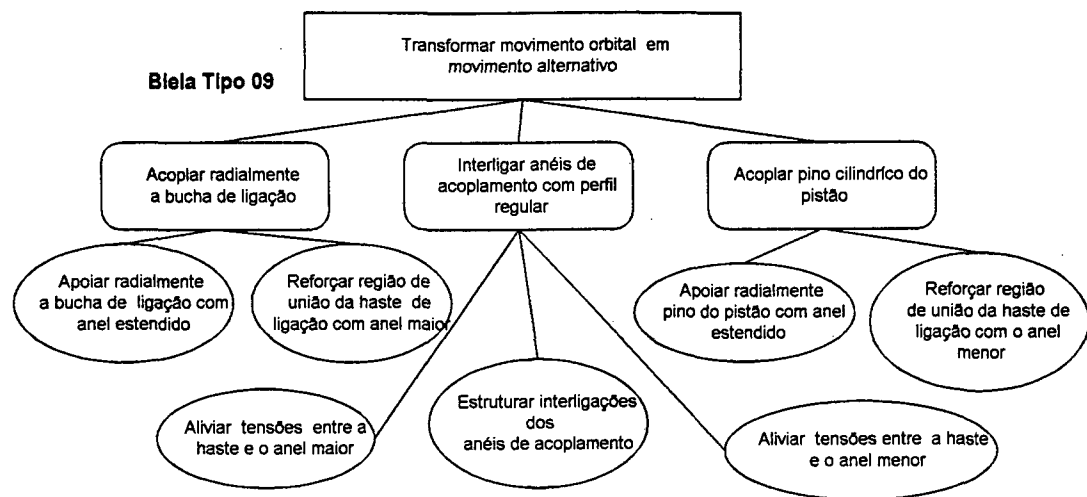 Transformar movimento orbital em
movimento alternativo
Biela Tipo 09
Acoplar radialmente
a bucha de ligação
Interligar anéis de
acoplamento com perfil
regular
Acoplar pino cilindrico do
pistão
Apoiar radialmente
a bucha de ligação com
anel estendido
Reforçar região de
união da haste de
ligação com anel maior
Apoiar radialmente
pino do pistão com anel
estendido
Reforçar região
de união da haste de
ligação com o anel
menor
Aliviar tensões entre a
haste e o anel maior
Estruturar interligações
dos
anéis de acoplamento
Aliviar tensões entre a haste
e o anel menor